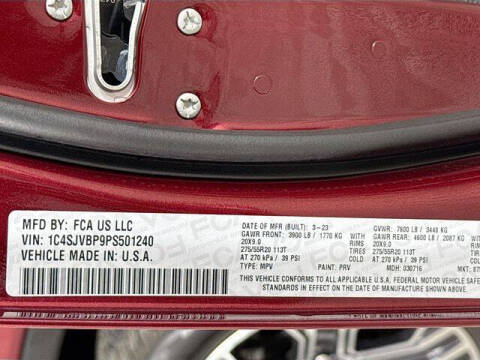 MFD BY: FCA US LLC
VIN: 1C4SJVBP9PS501240
VEHICLE MADE IN: U.S.A.
DATE OF MFR (BUILT): 3-23
GAWR FRONT: 3900 LB / 1770 KG WITH
20X9.0 RIMS
275/55R20 113T TIRES
AT 270 kPa / 39 PSI
TYPE: MPV PAINT: PRV
GVWR: 7600 LB / 3448 KG
GAWR REAR: 4600 LB / 2087 KG
20X9.0
275/55R20 113T
AT 270 kPa / 39 PSI
MDH: 030716 MKT:
THIS VEHICLE CONFORMS TO ALL APPLICABLE U.S.A. FEDERAL MOTOR VEHICLE
STANDARDS IN EFFECT ON THE DATE OF MANUFACTURE SHOWN ABOVE